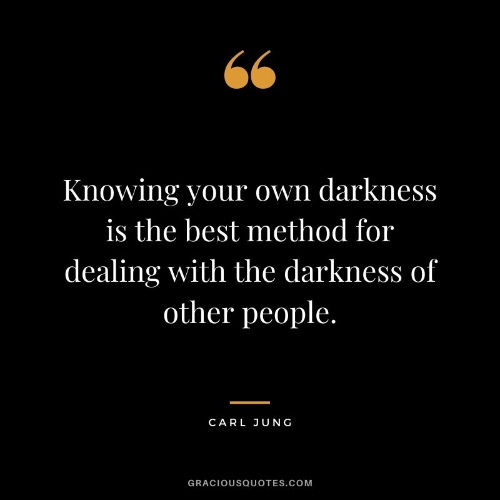 “
Knowing your own darkness
is the best method for
dealing with the darkness of
other people.
CARL JUNG
GRACIOUSQUOTES.COM